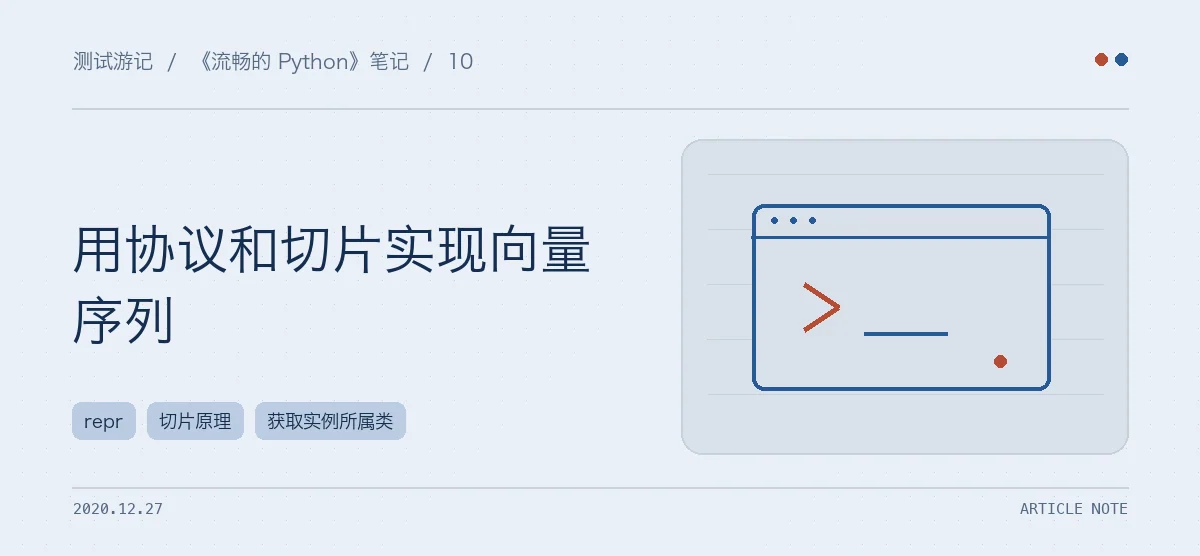 测试游记 / 《流畅的 Python》笔记 / 10
用协议和切片实现向量
序列
repr 切片原理 获取实例所属类
2020.12.27 ARTICLE NOTE